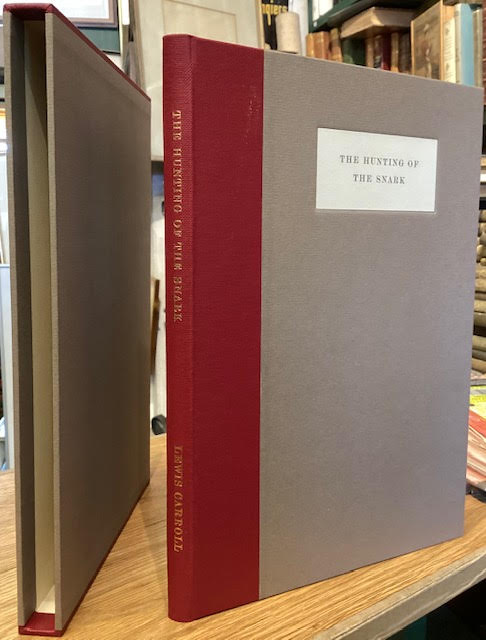 THE HUNTING OF THE SNARK
LEWIS CARROLL
THE HUNTING OF
THE SNARK